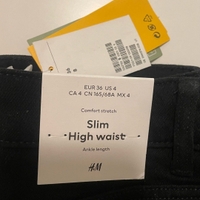 EUR 36 US 4
CA 4 CN 165/68A MX 4
Comfort stretch
Slim
High waist
Ankle length
H&M